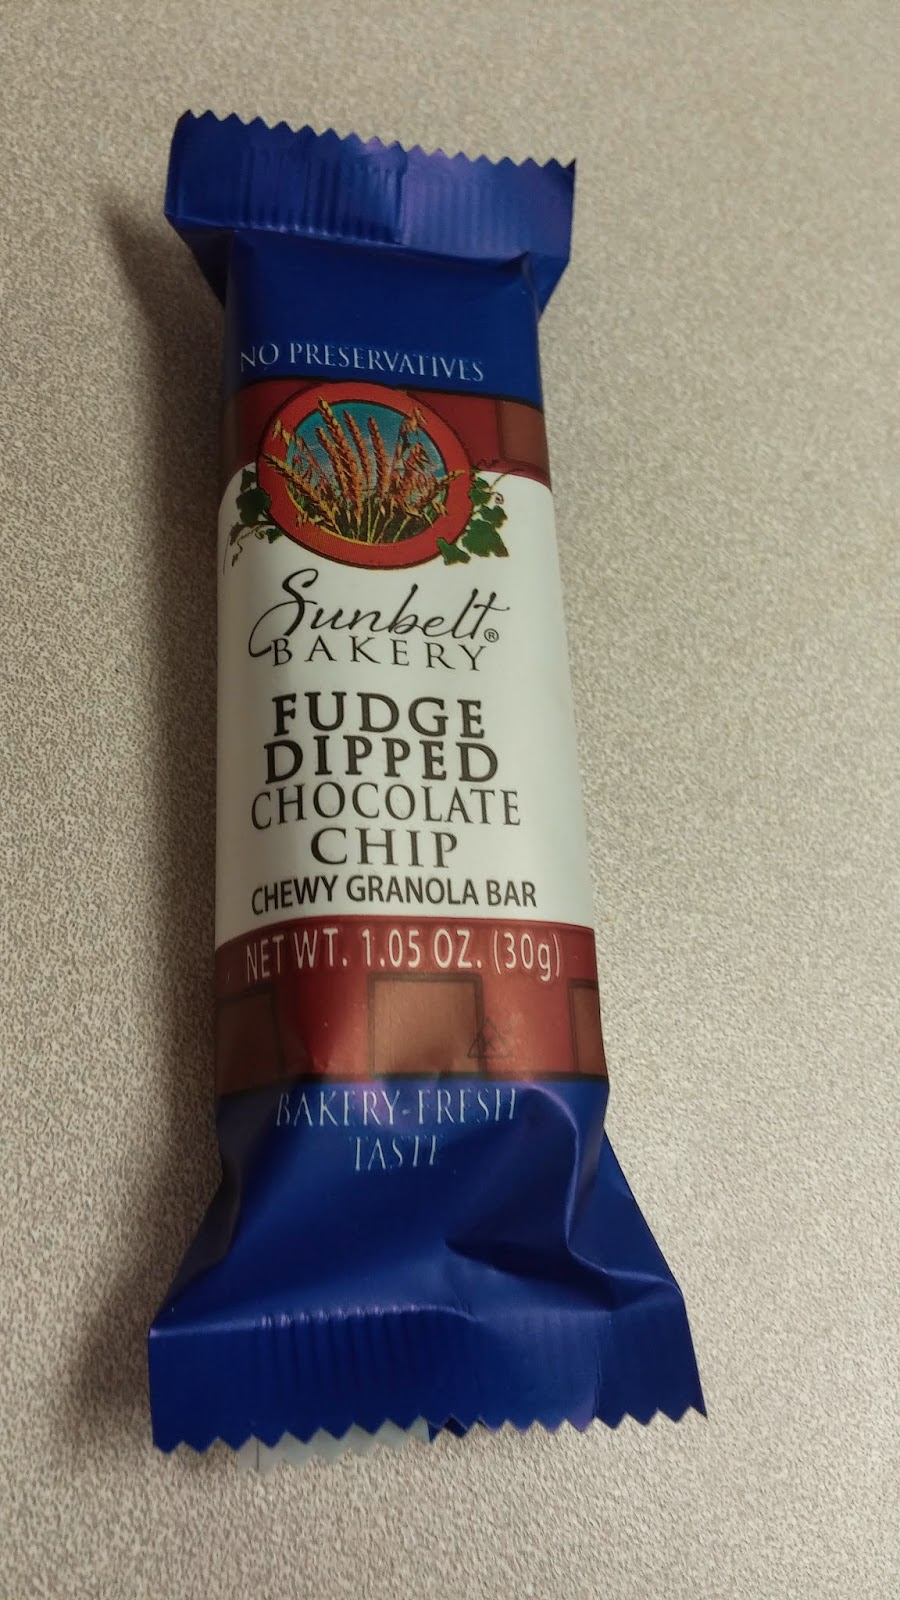 NO PRESERVATIVES
Sunbelt®
BAKERY
FUDGE
DIPPED
CHOCOLATE
CHIP
CHEWY GRANOLA BAR
NET WT. 1.05 OZ. (30g)
BAKERY-FRESH
TASTE